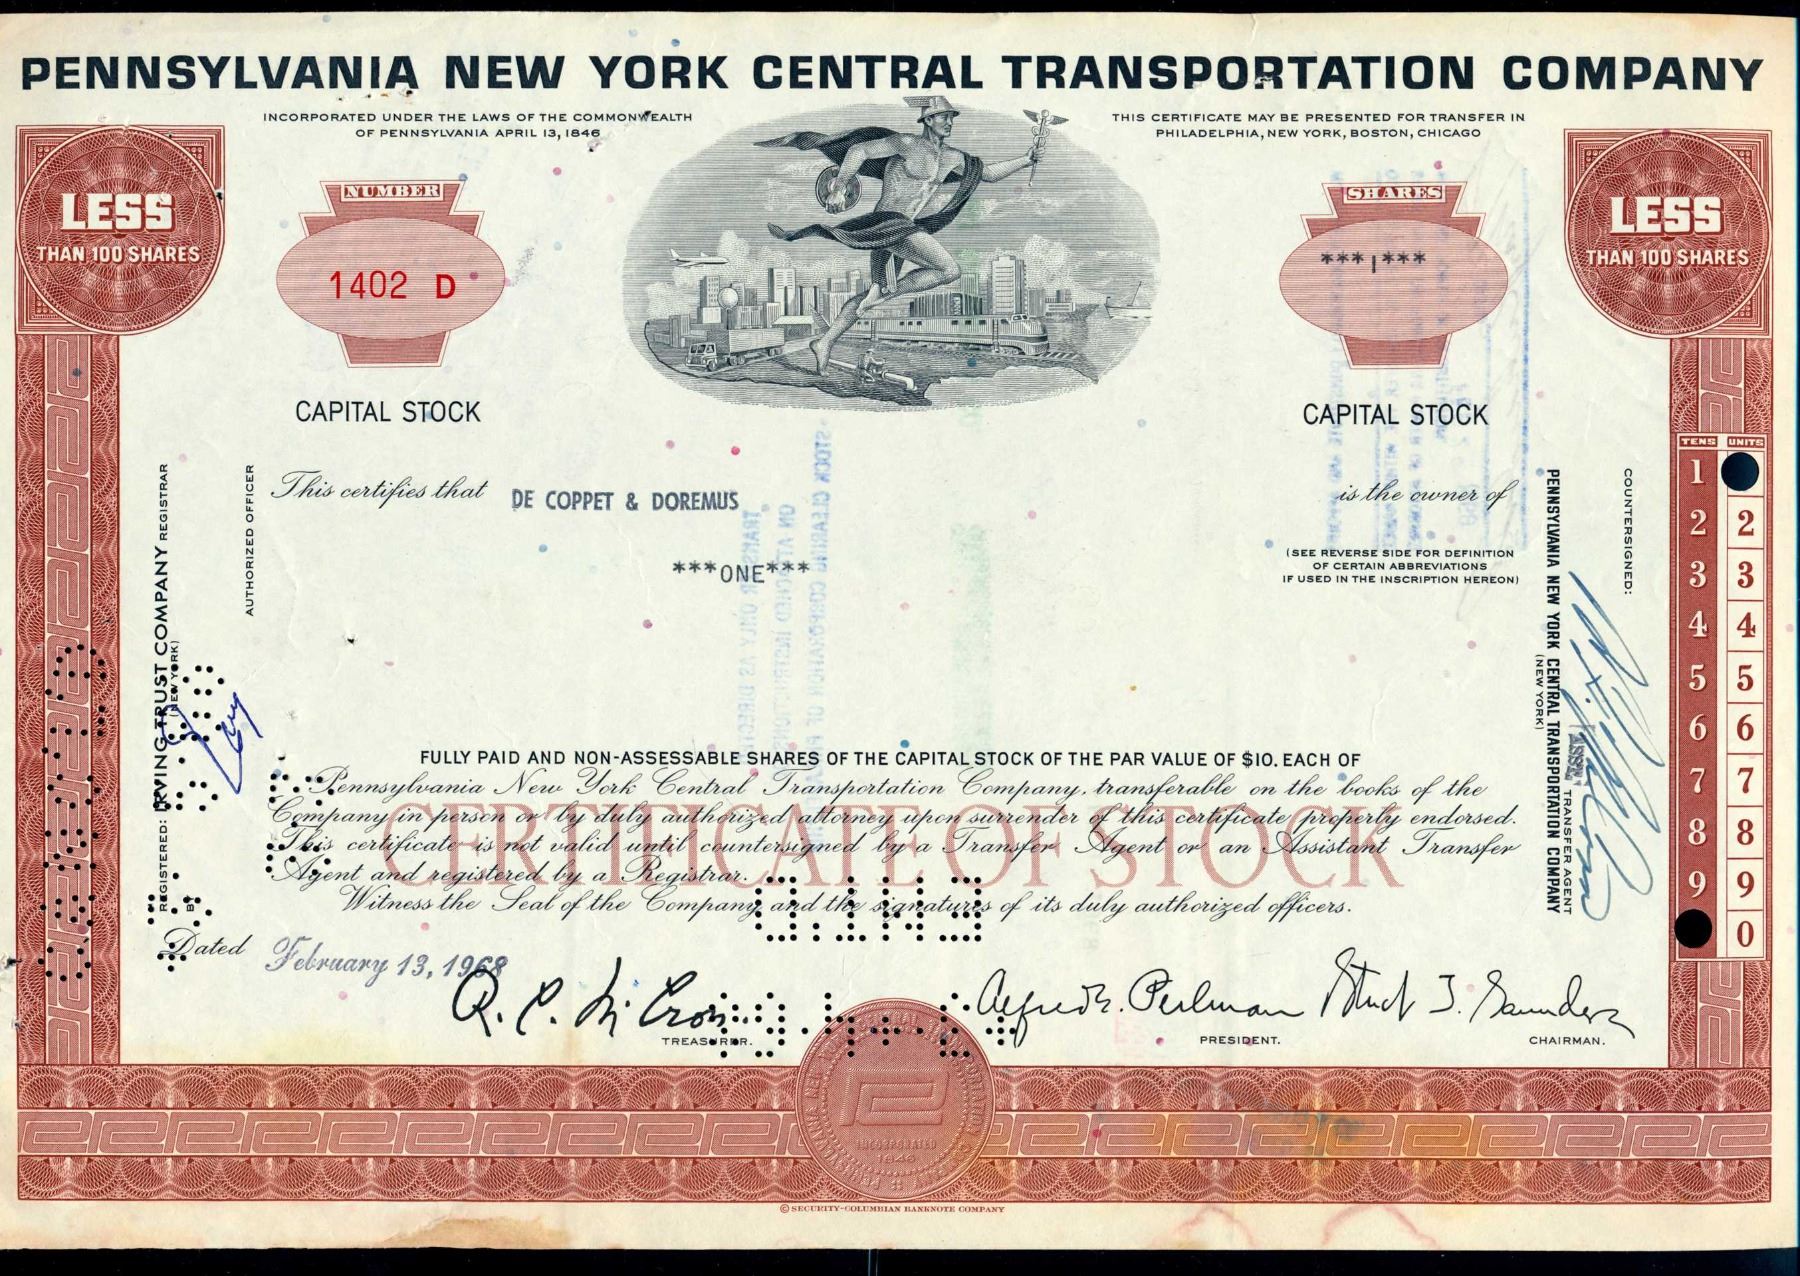 PENNSYLVANIA NEW YORK CENTRAL TRANSPORTATION COMPANY
INCORPORATED UNDER THE LAWS OF THE COMMONWEALTH
OF PENNSYLVANIA APRIL 13, 1846
THIS CERTIFICATE MAY BE PRESENTED FOR TRANSFER IN
PHILADELPHIA, NEW YORK, BOSTON, CHICAGO
LESS
THAN 100 SHARES
NUMBER
1402 D
CAPITAL STOCK
SHARES
***1***
CAPITAL STOCK
LESS
THAN 100 SHARES
This certifies that DE COPPET & DOREMUS is the owner of
***ONE***
(SEE REVERSE SIDE FOR DEFINITION
OF CERTAIN ABBREVIATIONS
IF USED IN THE INSCRIPTION HEREON)
FULLY PAID AND NON-ASSESSABLE SHARES OF THE CAPITAL STOCK OF THE PAR VALUE OF $10. EACH OF
Pennsylvania New York Central Transportation Company, transferable on the books of the
Company in person or by duly authorized attorney upon surrender of this certificate properly endorsed.
This certificate is not valid until countersigned by a Transfer Agent or an Assistant Transfer
Agent and registered by a Registrar.
Witness the Seal of the Company and the signatures of its duly authorized officers.
CERTIFICATE OF STOCK
Dated February 13, 1968
TREASURER.
Alfred E. Perlman
PRESIDENT.
Stuart T. Saunders
CHAIRMAN.
REGISTERED: IRVING TRUST COMPANY REGISTRAR
(NEW YORK)
BY
AUTHORIZED OFFICER
COUNTERSIGNED:
PENNSYLVANIA NEW YORK CENTRAL TRANSPORTATION COMPANY
(NEW YORK)
ASST. TRANSFER AGENT
TENS UNITS
1
2 2
3 3
4 4
5 5
6 6
7 7
8 8
9 9
0
INCORPORATED
1846
© SECURITY-COLUMBIAN BANKNOTE COMPANY